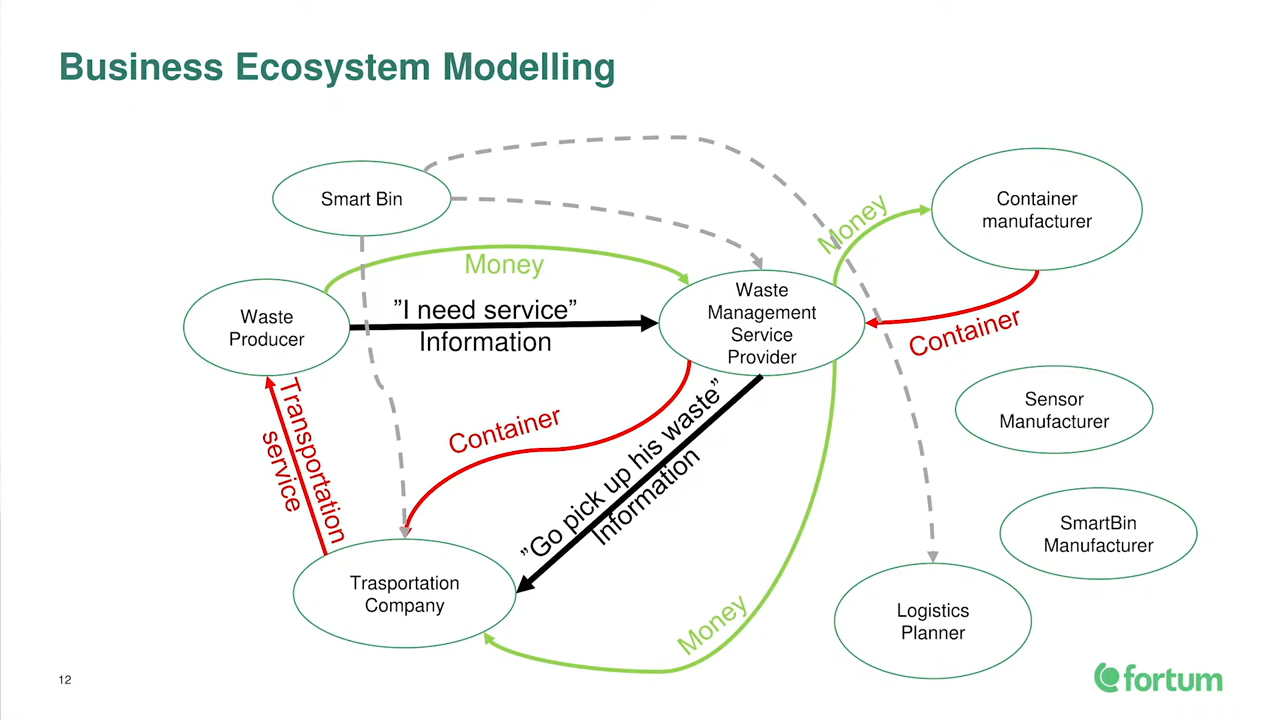 Business Ecosystem Modelling
Smart Bin
Container
manufacturer
Money
Money
Waste
Producer
"I need service"
Information
Waste
Management
Service
Provider
Container
Sensor
Manufacturer
Transportation
service
Container
"Go pick up his waste"
Information
SmartBin
Manufacturer
Trasportation
Company
Money
Logistics
Planner
12
fortum